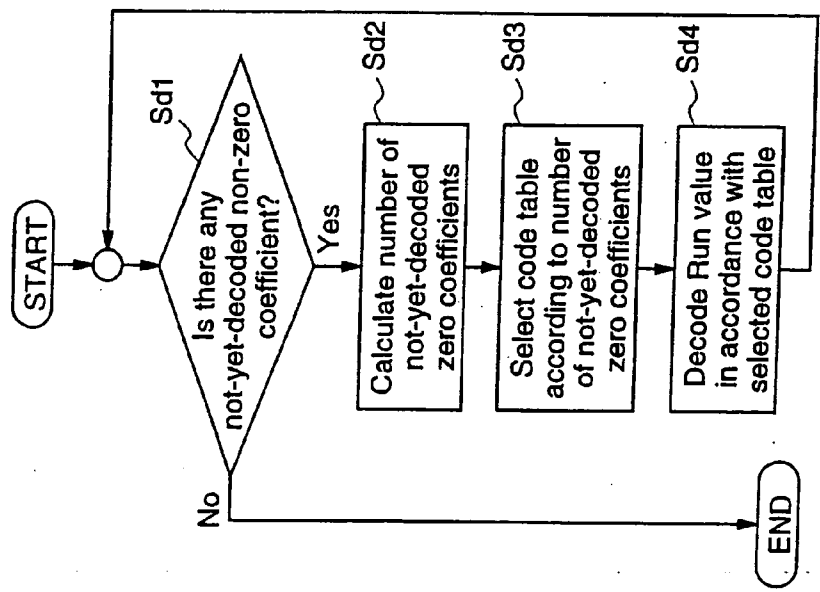 START
Sd1
Is there any
not-yet-decoded non-zero
coefficient?
No
Yes
Sd2
Calculate number of
not-yet-decoded
zero coefficients
Sd3
Select code table
according to number
of not-yet-decoded
zero coefficients
Sd4
Decode Run value
in accordance with
selected code table
END